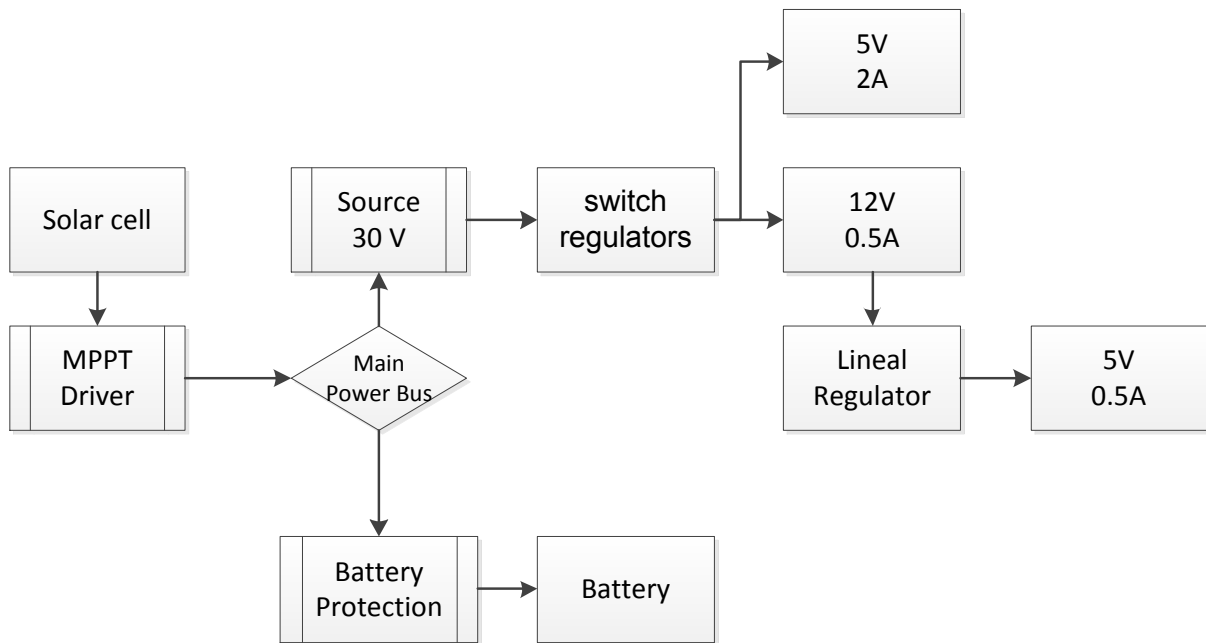 5V
2A
Solar cell
Source
30 V
switch
regulators
12V
0.5A
MPPT
Driver
Main
Power Bus
Lineal
Regulator
5V
0.5A
Battery
Protection
Battery